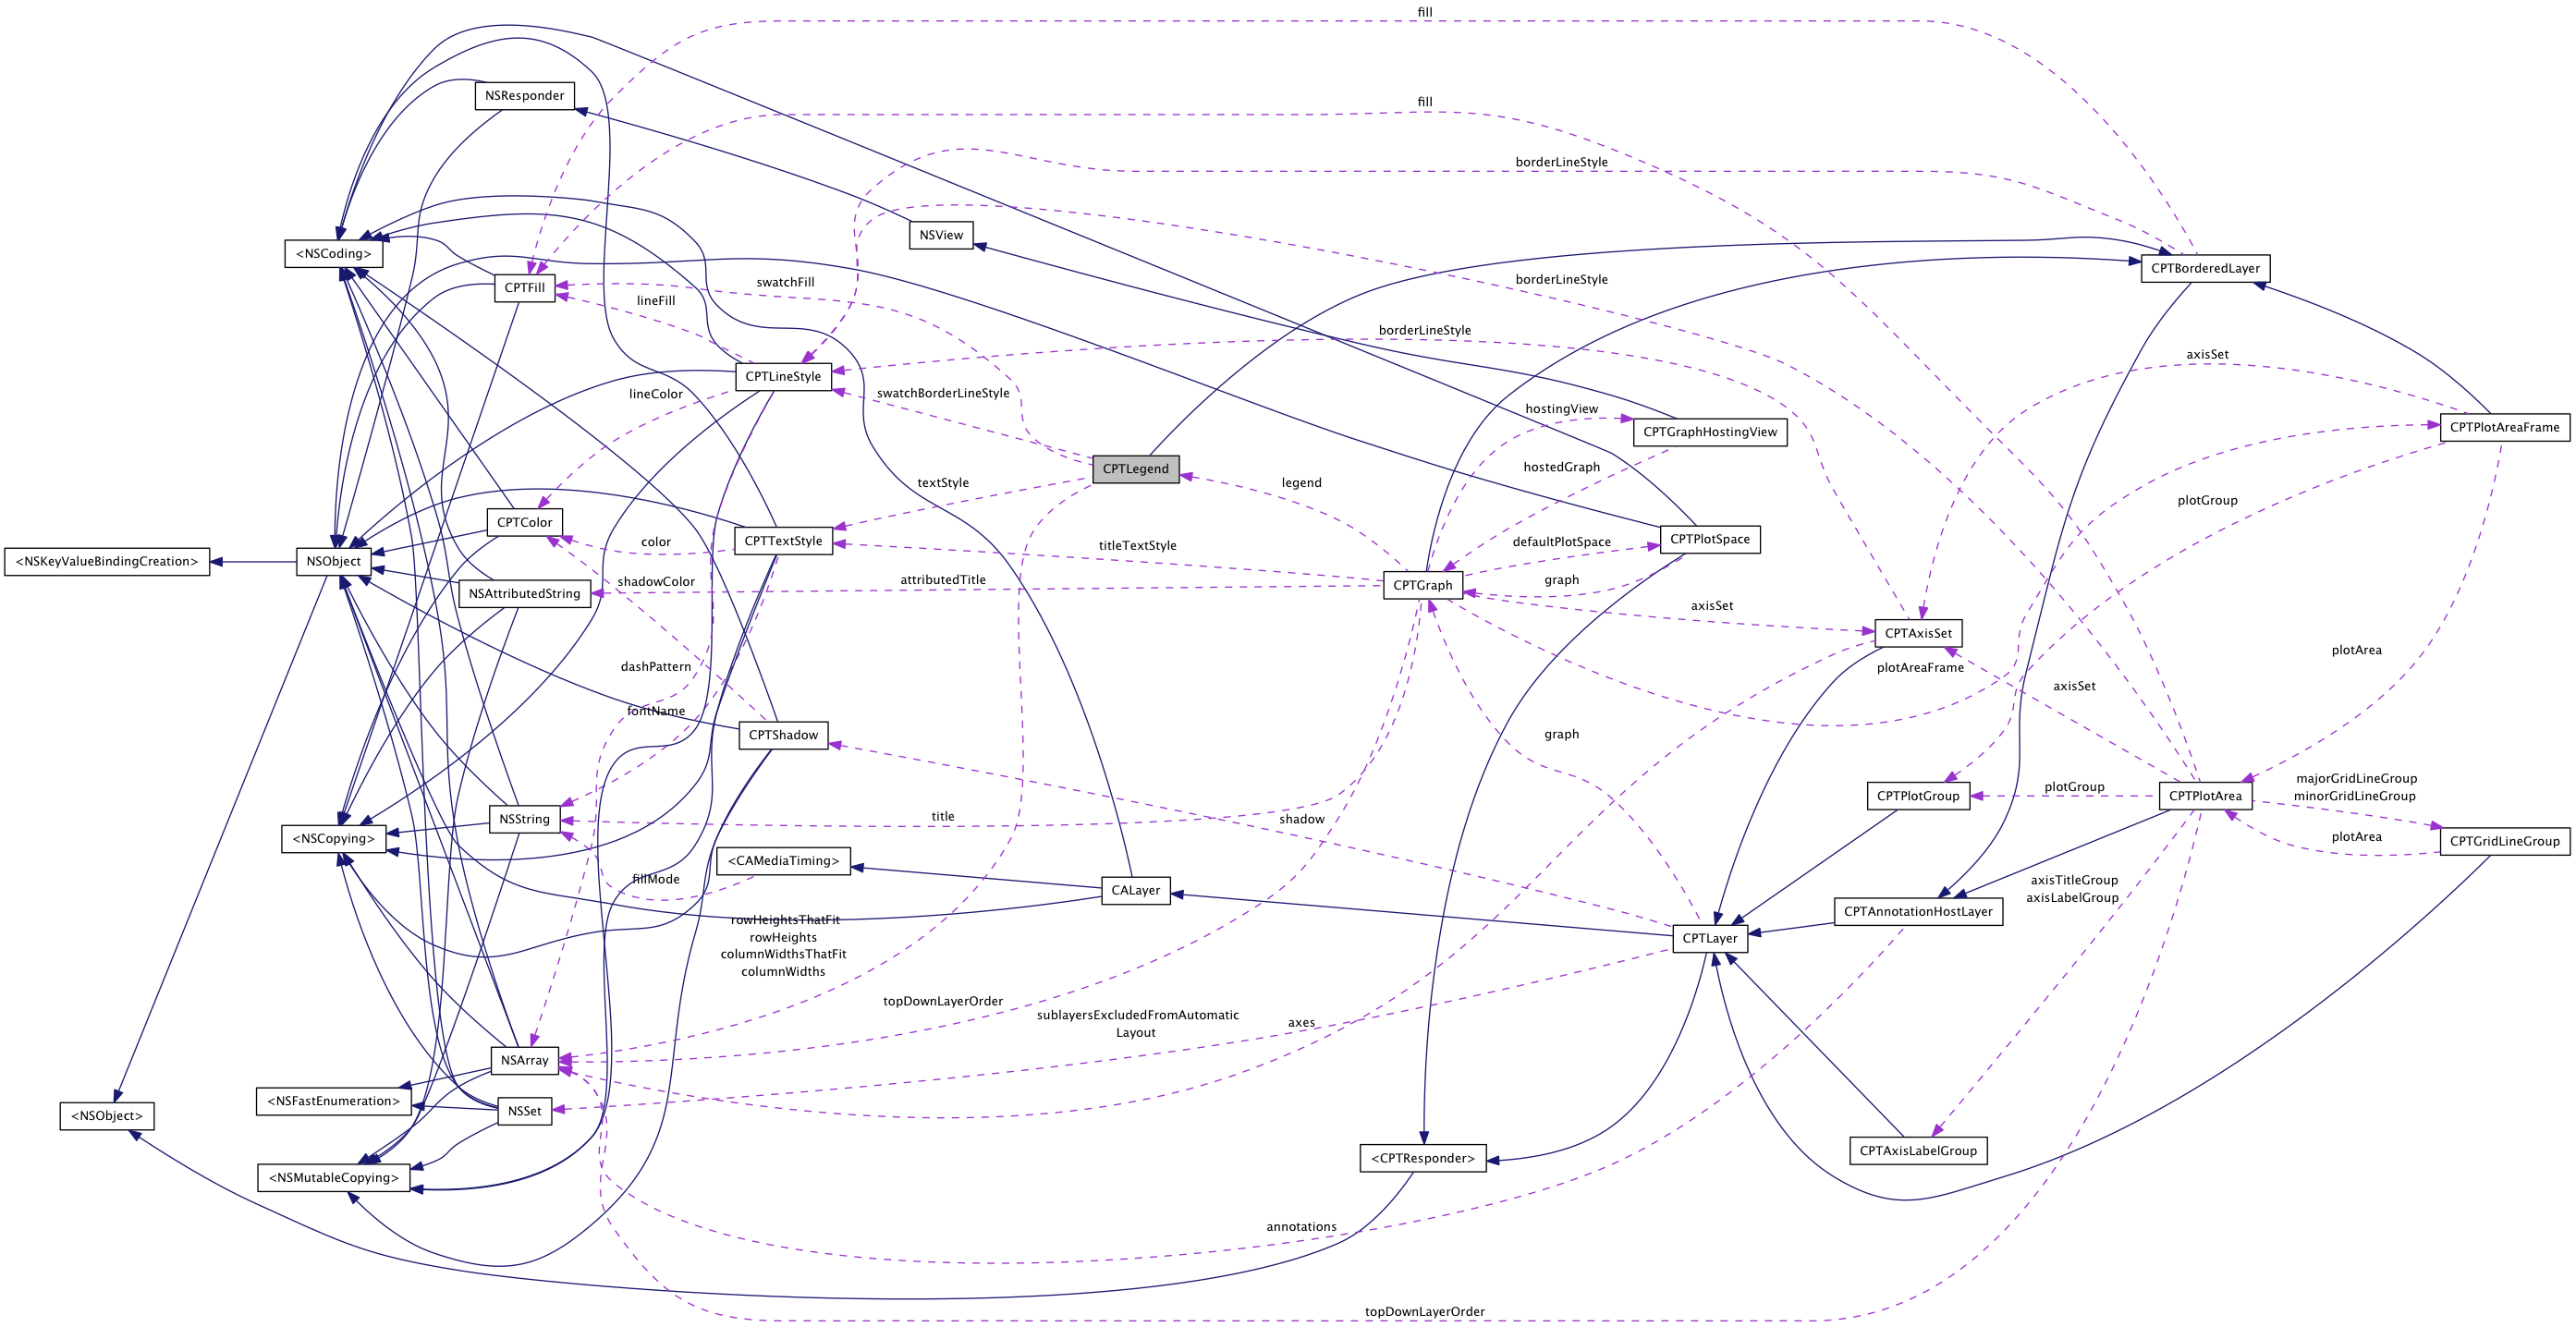 fill
NSResponder
fill
borderLineStyle
NSView
<NSCoding>
CPTBorderedLayer
CPTFill
swatchFill
borderLineStyle
lineFill
borderLineStyle
axisSet
CPTLineStyle
lineColor
swatchBorderLineStyle
hostingView
CPTGraphHostingView
CPTPlotAreaFrame
CPTLegend
hostedGraph
textStyle
legend
plotGroup
CPTColor
CPTTextStyle
color
titleTextStyle
defaultPlotSpace
CPTPlotSpace
<NSKeyValueBindingCreation>
NSObject
shadowColor
attributedTitle
CPTGraph
graph
NSAttributedString
axisSet
CPTAxisSet
plotArea
dashPattern
plotAreaFrame
axisSet
fontName
CPTShadow
graph
majorGridLineGroup
minorGridLineGroup
CPTPlotGroup
plotGroup
CPTPlotArea
NSString
title
shadow
<NSCopying>
plotArea
CPTGridLineGroup
<CAMediaTiming>
fillMode
CALayer
axisTitleGroup
axisLabelGroup
CPTAnnotationHostLayer
rowHeightsThatFit
rowHeights
columnWidthsThatFit
columnWidths
CPTLayer
topDownLayerOrder
sublayersExcludedFromAutomatic
Layout
axes
NSArray
<NSFastEnumeration>
NSSet
<NSObject>
CPTAxisLabelGroup
<CPTResponder>
<NSMutableCopying>
annotations
topDownLayerOrder